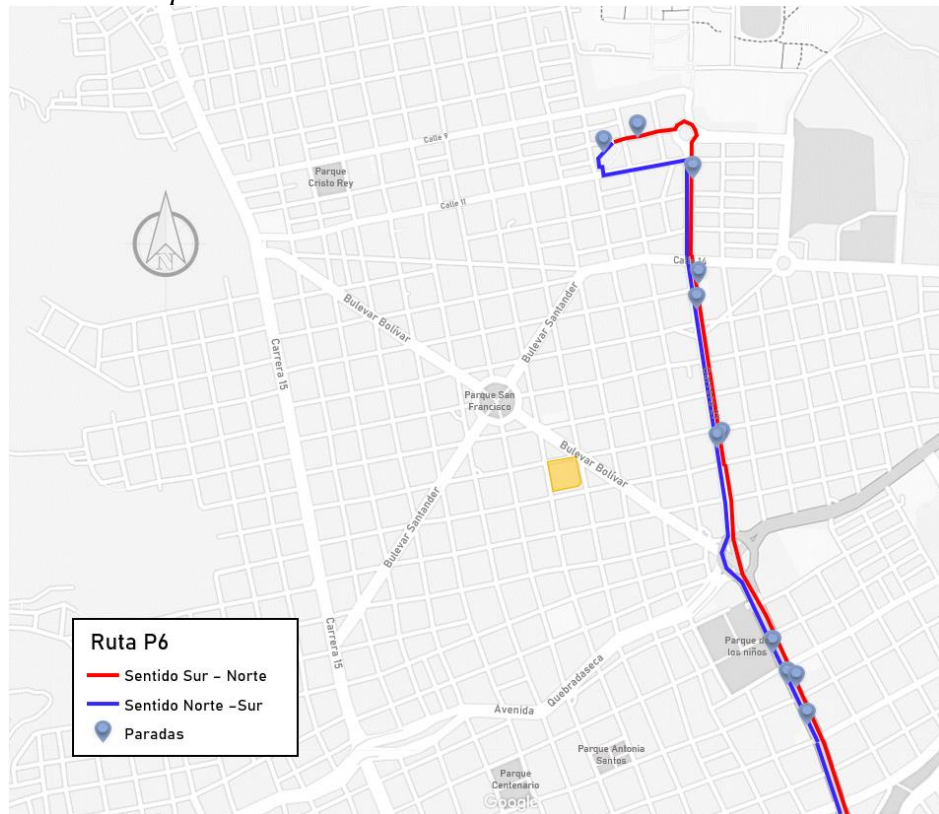 Calle 9
Parque
Cristo Rey
Calle 11
N
Bulevar Bolívar
Bulevar Santander
Carrera 15
Parque San
Francisco
Bulevar Bolívar
Bulevar Santander
Carrera 15
Ruta P6
Sentido Sur - Norte
Sentido Norte -Sur
Paradas
Parque de
los niños
Quebradaseca
Avenida
Parque Antonia
Santos
Parque
Centenario
Google